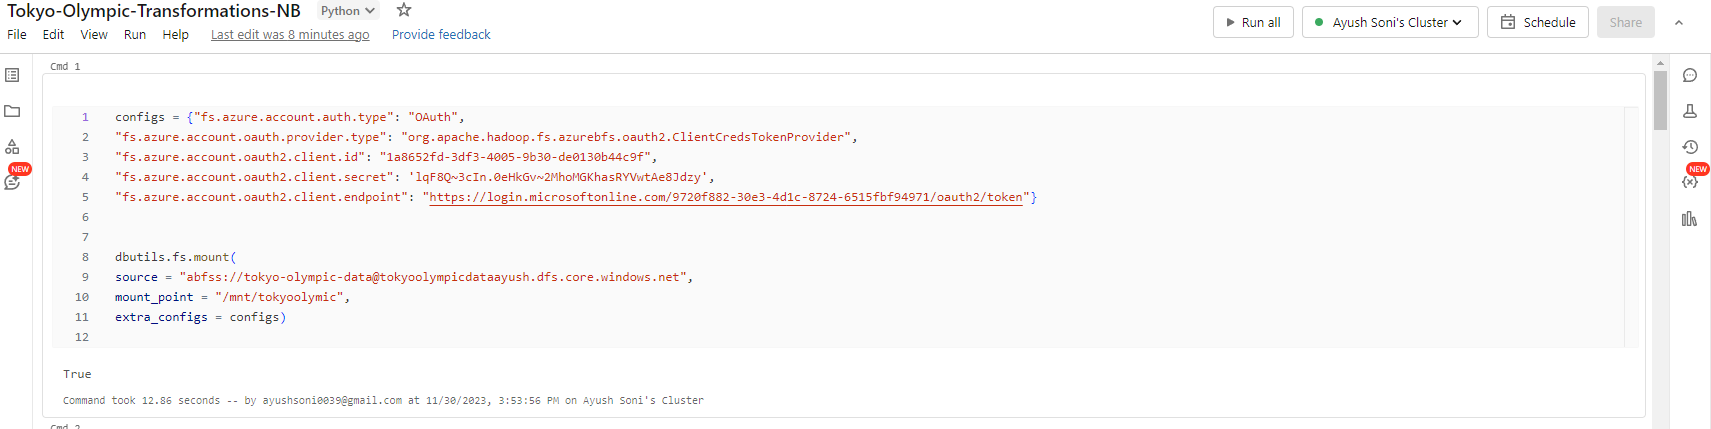 Tokyo-Olympic-Transformations-NB Python
File Edit View Run Help Last edit was 8 minutes ago Provide feedback
Run all Ayush Soni's Cluster Schedule Share
NEW
NEW
Cmd 1
1 configs = {"fs.azure.account.auth.type": "OAuth",
2 "fs.azure.account.oauth.provider.type": "org.apache.hadoop.fs.azurebfs.oauth2.ClientCredsTokenProvider",
3 "fs.azure.account.oauth2.client.id": "1a8652fd-3df3-4005-9b30-de0130b44c9f",
4 "fs.azure.account.oauth2.client.secret": 'lqF8Q~3cIn.0eHkGv~2MhoMGKhasRYVwtAe8Jdzy',
5 "fs.azure.account.oauth2.client.endpoint": "https://login.microsoftonline.com/9720f882-30e3-4d1c-8724-6515fbf94971/oauth2/token"}
6
7
8 dbutils.fs.mount(
9 source = "abfss://tokyo-olympic-data@tokyoolympicdataayush.dfs.core.windows.net",
10 mount_point = "/mnt/tokyoolymic",
11 extra_configs = configs)
12
True
Command took 12.86 seconds -- by ayushsoni0039@gmail.com at 11/30/2023, 3:53:56 PM on Ayush Soni's Cluster
Cmd 2